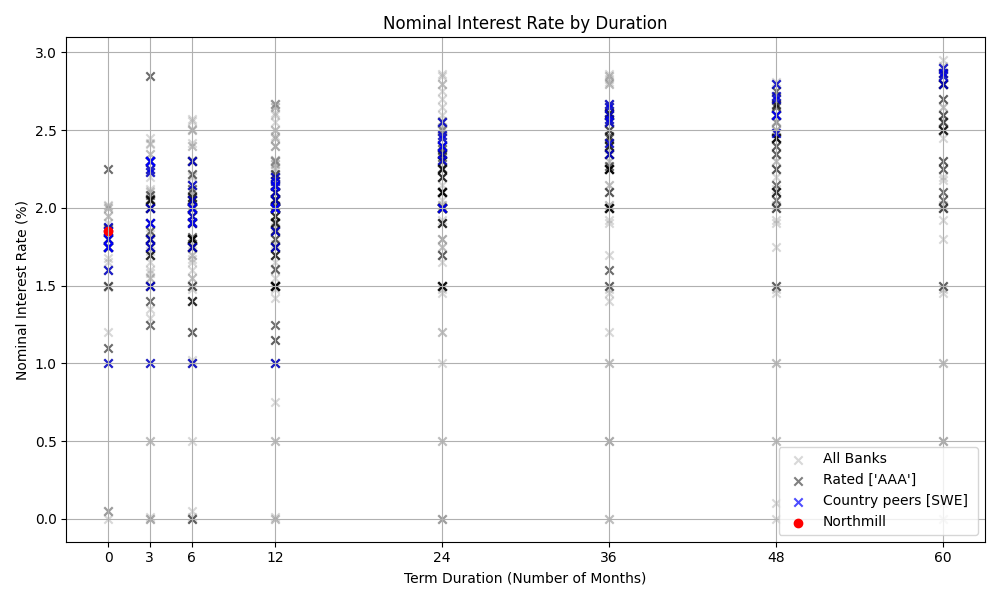 Nominal Interest Rate by Duration
Nominal Interest Rate (%)
3.0
2.5
2.0
1.5
1.0
0.5
0.0
All Banks
Rated ['AAA']
Country peers [SWE]
Northmill
0 3 6 12 24 36 48 60
Term Duration (Number of Months)